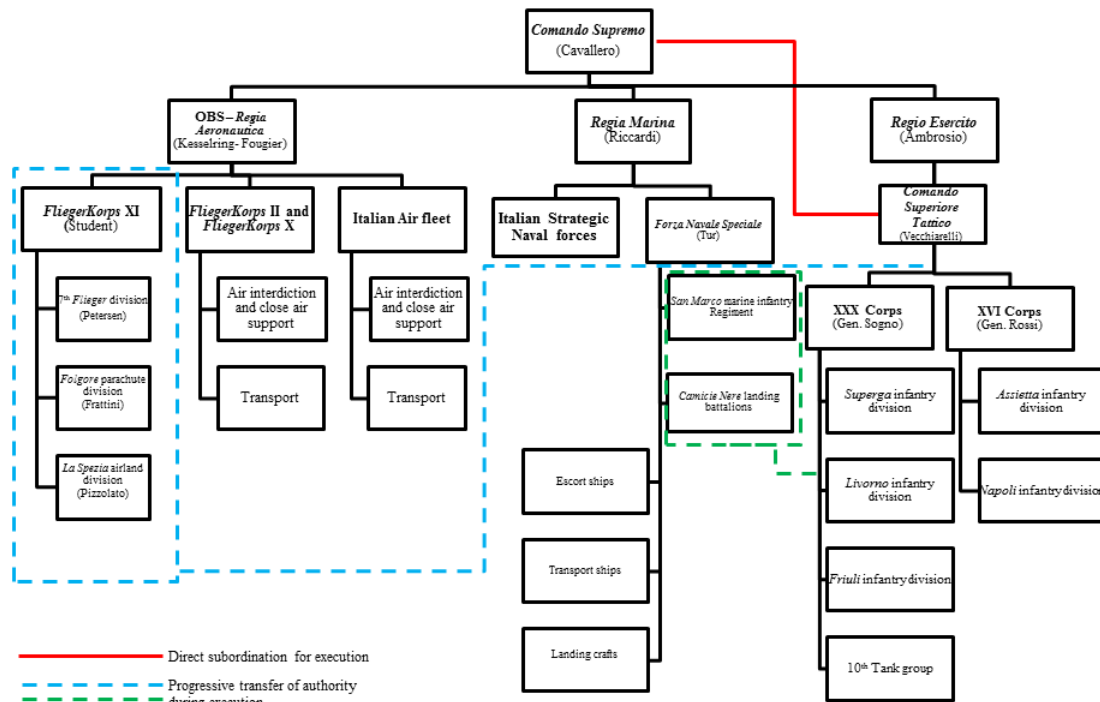 Comando Supremo
(Cavallero)
OBS–Regia
Aeronautica
(Kesselring- Fougier)
Regia Marina
(Riccardi)
Regio Esercito
(Ambrosio)
FliegerKorps XI
(Student)
FliegerKorps II and
FliegerKorps X
Italian Air fleet
Italian Strategic
Naval forces
Forza Navale Speciale
(Tur)
Comando
Superiore
Tattico
(Vecchiarelli)
7th Flieger division
(Petersen)
Air interdiction
and close air
support
Air interdiction
and close air
support
San Marco marine infantry
Regiment
XXX Corps
(Gen. Sogno)
XVI Corps
(Gen. Rossi)
Folgore parachute
division
(Frattini)
Transport
Transport
Camicie Nere landing
battalions
Superga infantry
division
Assietta infantry
division
La Spezia airland
division
(Pizzolato)
Escort ships
Livorno infantry
division
Napoli infantry division
Transport ships
Friuli infantry division
Landing crafts
10th Tank group
Direct subordination for execution
Progressive transfer of authority
during execution